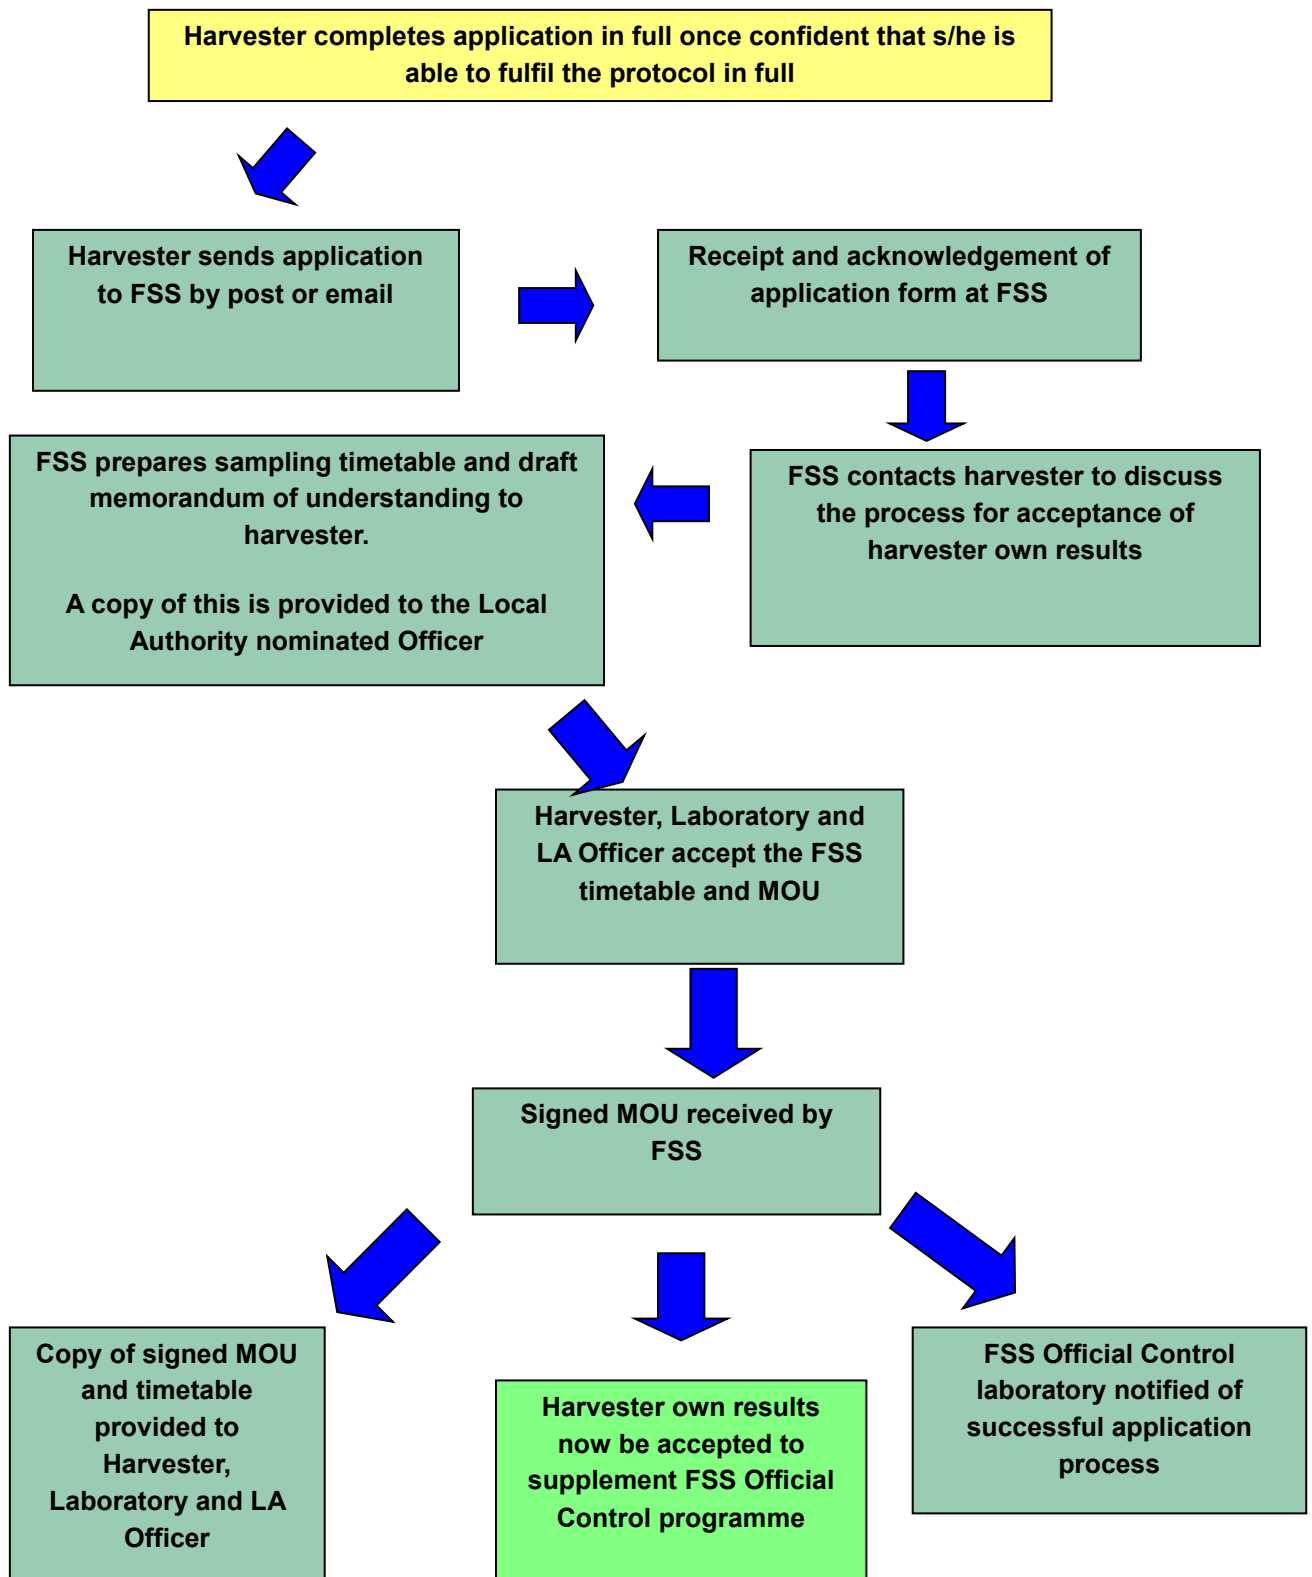 Harvester completes application in full once confident that s/he is
able to fulfil the protocol in full
Harvester sends application
to FSS by post or email
Receipt and acknowledgement of
application form at FSS
FSS contacts harvester to discuss
the process for acceptance of
harvester own results
FSS prepares sampling timetable and draft
memorandum of understanding to
harvester.
A copy of this is provided to the Local
Authority nominated Officer
Harvester, Laboratory and
LA Officer accept the FSS
timetable and MOU
Signed MOU received by
FSS
Copy of signed MOU
and timetable
provided to
Harvester,
Laboratory and LA
Officer
Harvester own results
now be accepted to
supplement FSS Official
Control programme
FSS Official Control
laboratory notified of
successful application
process